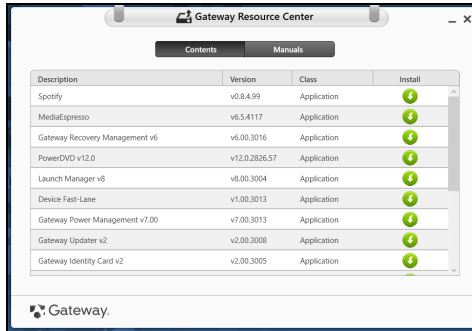 Gateway Resource Center
Contents Manuals
Description Version Class Install
Spotify v0.8.4.99 Application
MediaEspresso v6.5.4117 Application
Gateway Recovery Management v6 v6.00.3016 Application
PowerDVD v12.0 v12.0.2826.57 Application
Launch Manager v8 v8.00.3004 Application
Device Fast-Lane v1.00.3013 Application
Gateway Power Management v7.00 v7.00.3013 Application
Gateway Updater v2 v2.00.3008 Application
Gateway Identity Card v2 v2.00.3005 Application
Gateway.